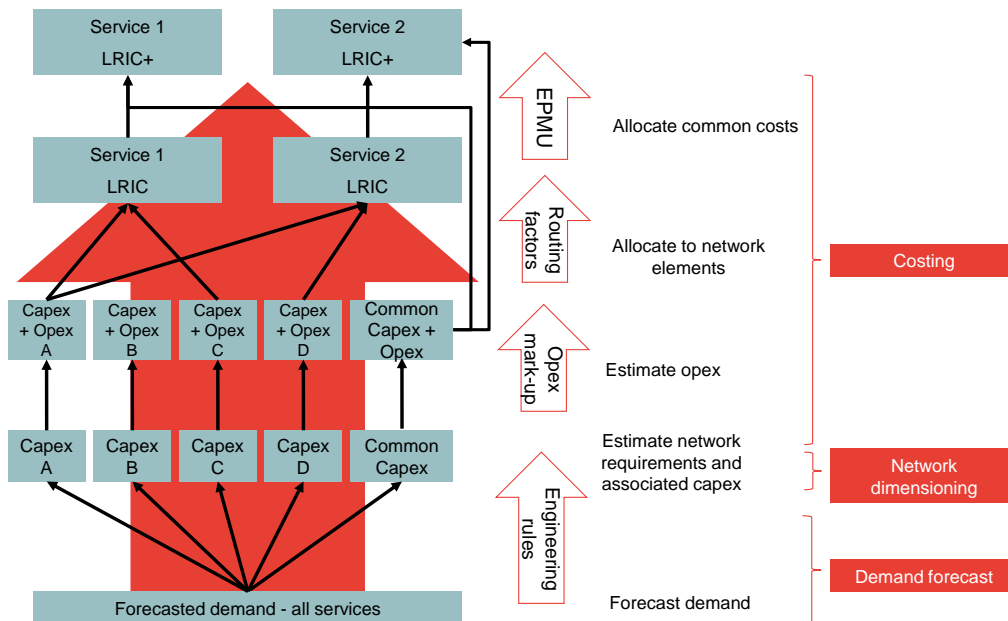 Service 1
LRIC+
Service 2
LRIC+
EPMU
Allocate common costs
Service 1
LRIC
Service 2
LRIC
Routing
factors
Allocate to network
elements
Costing
Capex
+ Opex
A
Capex
+ Opex
B
Capex
+ Opex
C
Capex
+ Opex
D
Common
Capex +
Opex
Opex
mark-up
Estimate opex
Capex
A
Capex
B
Capex
C
Capex
D
Common
Capex
Estimate network
requirements and
associated capex
Network
dimensioning
Engineering
rules
Demand forecast
Forecasted demand - all services
Forecast demand